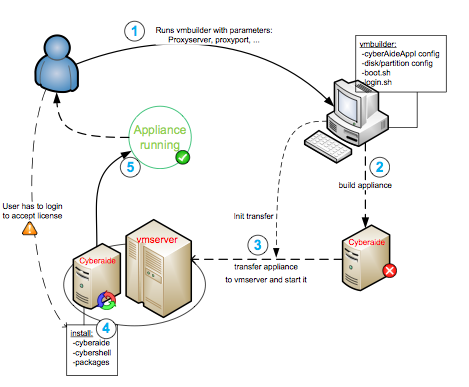 1
Runs vmbuilder with parameters:
Proxyserver, proxyport, ...
vmbuilder:
-cyberAideAppl config
-disk/partition config
-boot.sh
-login.sh
Appliance
running
5
2
build appliance
User has to login
to accept license
Init transfer
3
transfer appliance
to vmserver and start it
Cyberaide
vmserver
Cyberaide
4
install:
-cyberaide
-cybershell
-packages